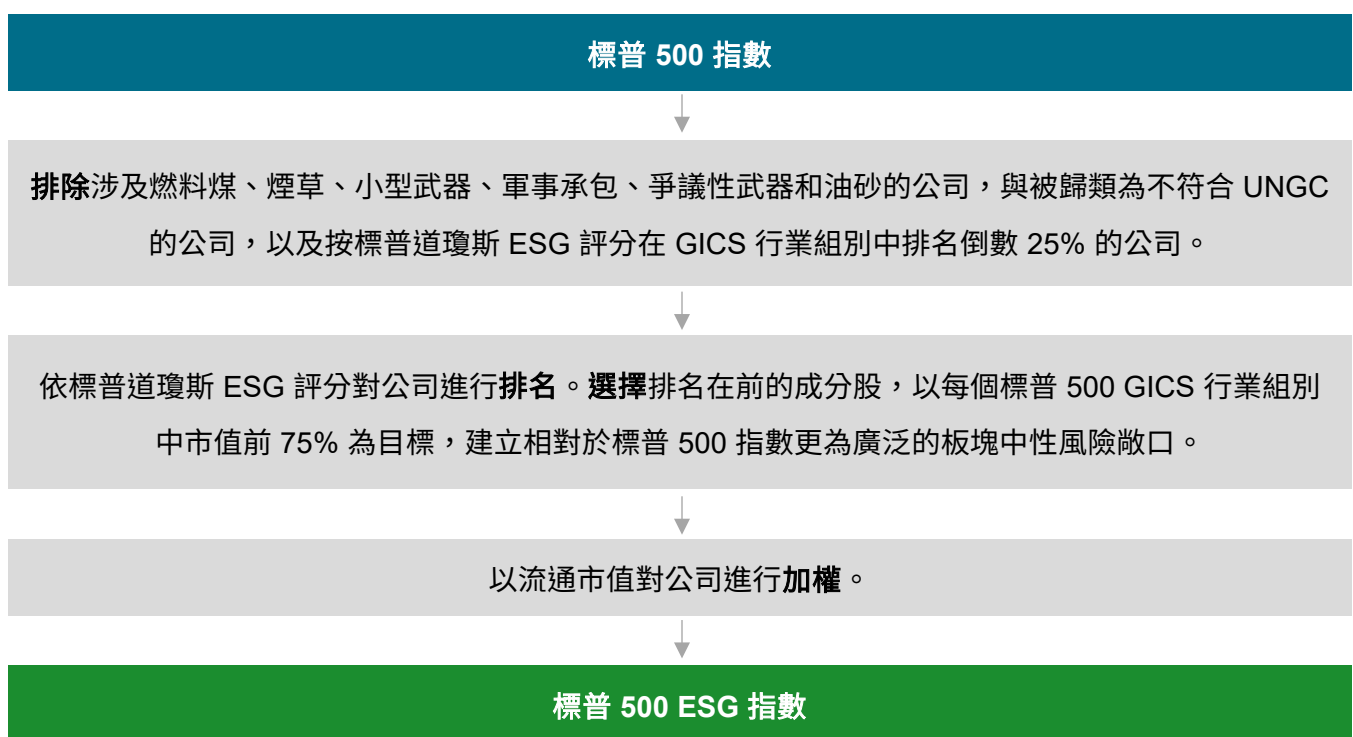 標普 500 指數
排除涉及燃料煤、煙草、小型武器、軍事承包、爭議性武器和油砂的公司，與被歸類為不符合 UNGC
的公司，以及按標普道瓊斯 ESG 評分在 GICS 行業組別中排名倒數 25% 的公司。
依標普道瓊斯 ESG 評分對公司進行排名。選擇排名在前的成分股，以每個標普 500 GICS 行業組別
中市值前 75% 為目標，建立相對於標普 500 指數更為廣泛的板塊中性風險敞口。
以流通市值對公司進行加權。
標普 500 ESG 指數